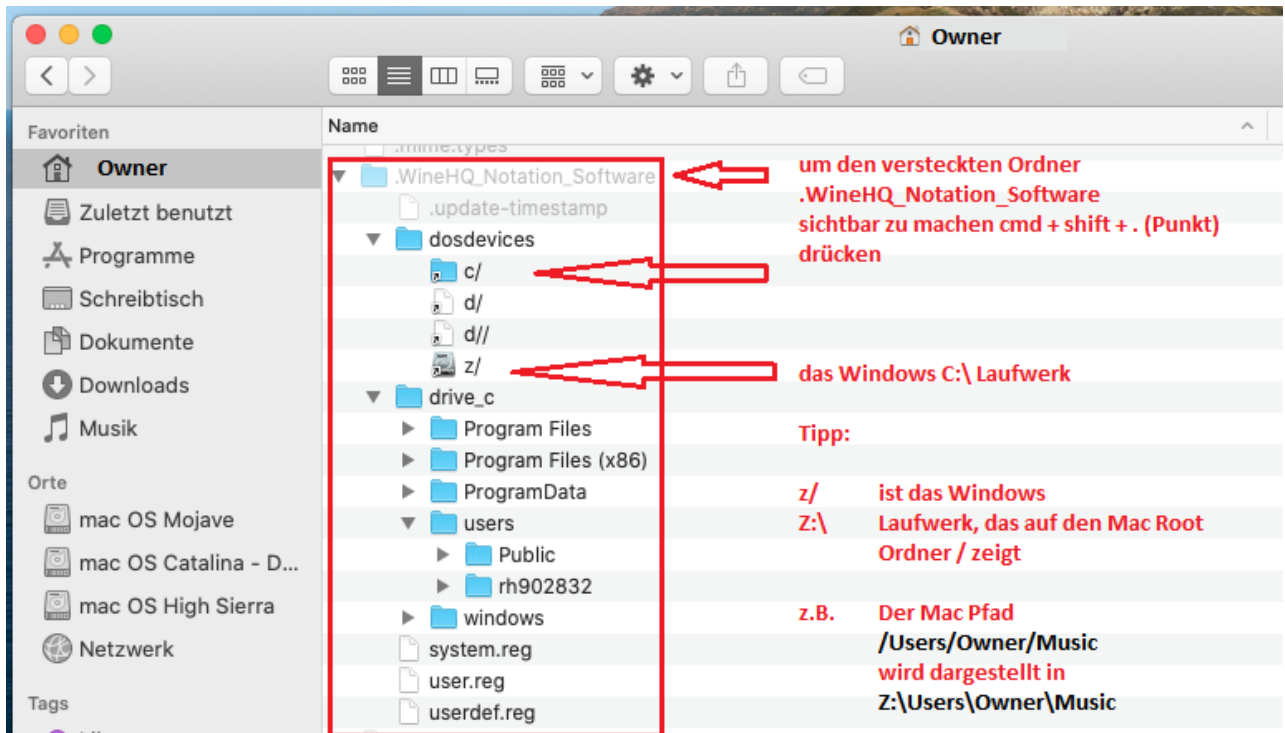 Owner
Favoriten
Owner
Zuletzt benutzt
Programme
Schreibtisch
Dokumente
Downloads
Musik
Orte
mac OS Mojave
mac OS Catalina - D...
mac OS High Sierra
Netzwerk
Tags
Name
.mime.types
.WineHQ_Notation_Software
.update-timestamp
dosdevices
c/
d/
d//
z/
drive_c
Program Files
Program Files (x86)
ProgramData
users
Public
rh902832
windows
system.reg
user.reg
userdef.reg
um den versteckten Ordner
.WineHQ_Notation_Software
sichtbar zu machen cmd + shift + . (Punkt)
drücken
das Windows C:\ Laufwerk
Tipp:
z/ ist das Windows
Z:\ Laufwerk, das auf den Mac Root
Ordner / zeigt
z.B. Der Mac Pfad
/Users/Owner/Music
wird dargestellt in
Z:\Users\Owner\Music